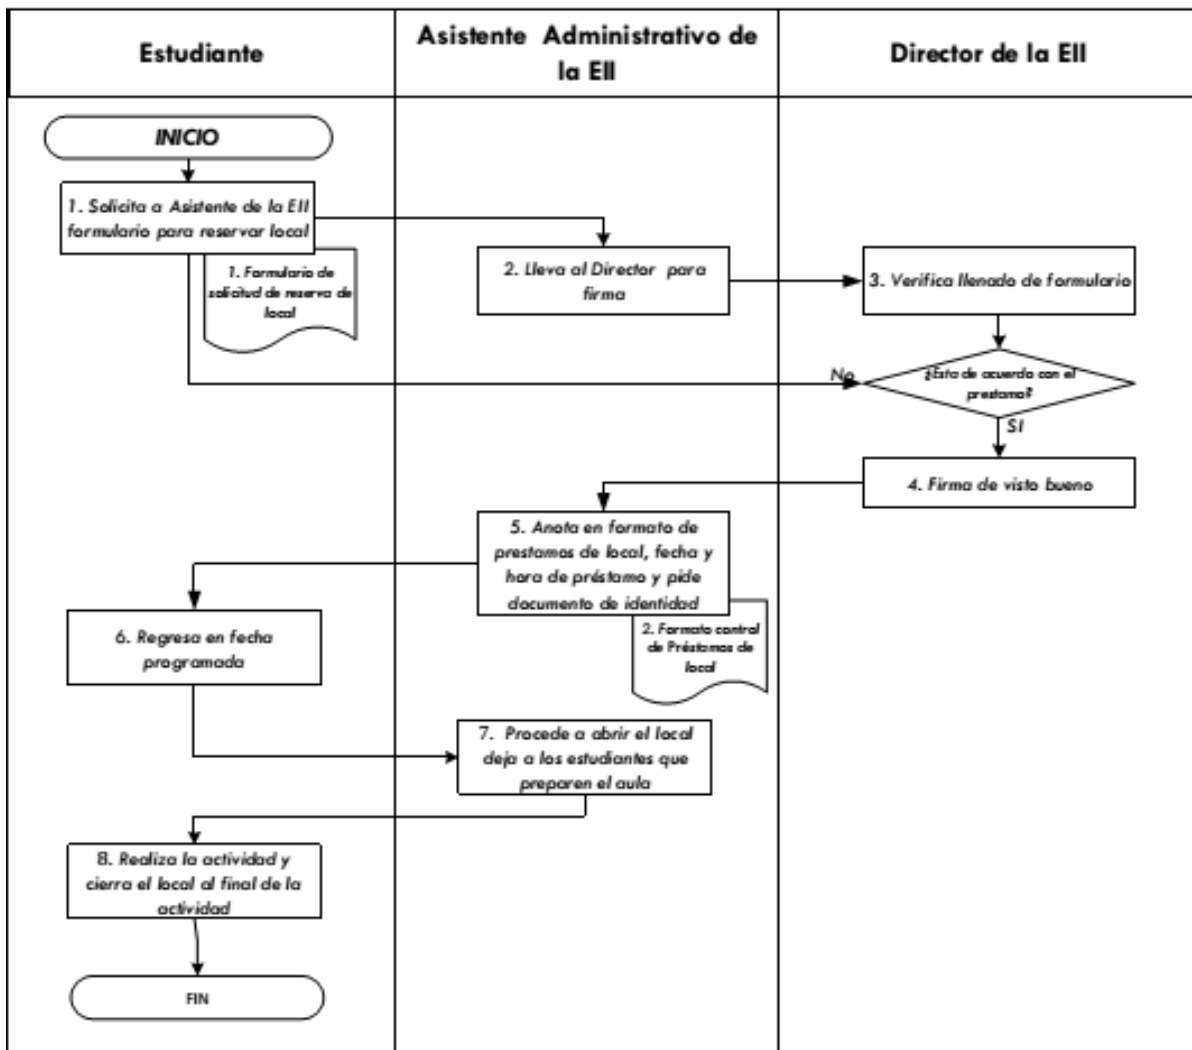 Estudiante
Asistente Administrativo de
la EII
Director de la EII
INICIO
1. Solicita a Asistente de la EII
formulario para reservar local
1. Formulario de
solicitud de reserva de
local
2. Lleva al Director para
firma
3. Verifica llenado de formulario
No
¿Esta de acuerdo con el
prestamo?
SI
4. Firma de visto bueno
5. Anota en formato de
prestamos de local, fecha y
hora de préstamo y pide
documento de identidad
2. Formato control
de Préstamos de
local
6. Regresa en fecha
programada
7. Procede a abrir el local
deja a los estudiantes que
preparen el aula
8. Realiza la actividad y
cierra el local al final de la
actividad
FIN